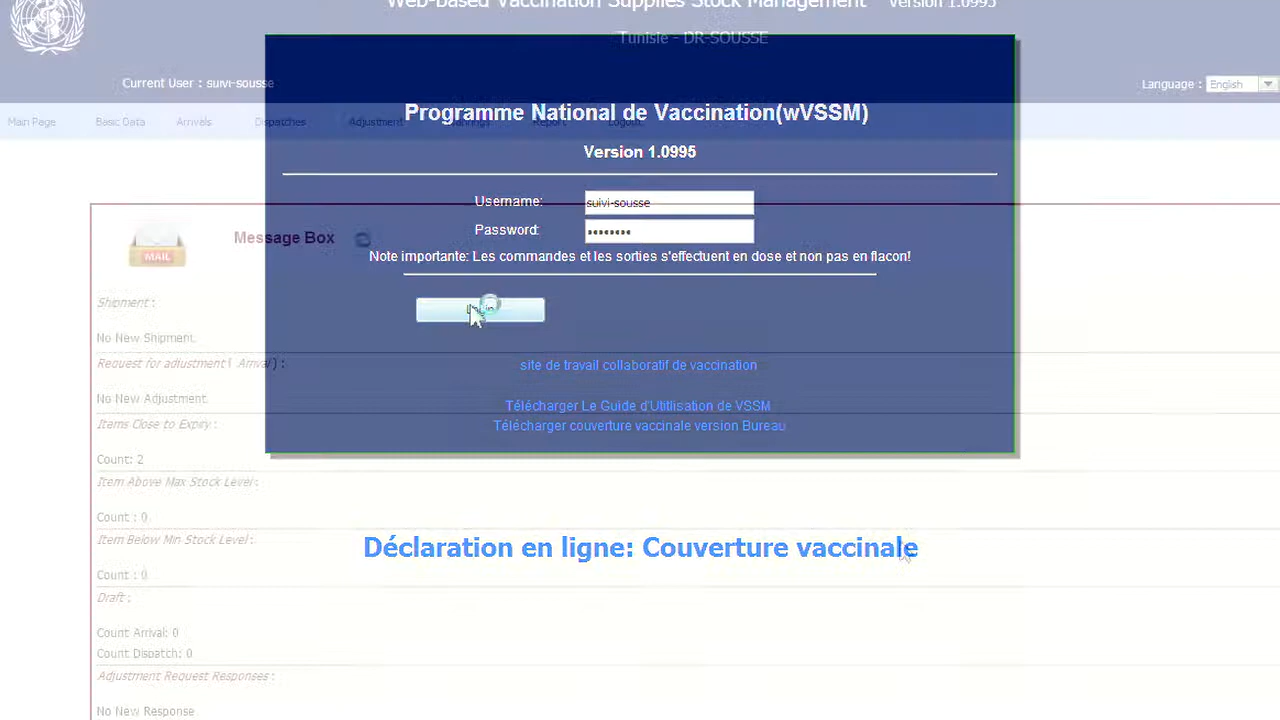 Web-based Vaccination Supplies Stock Management Version 1.0995
Tunisie - DR-SOUSSE
Current User : suivi-sousse
Language : English
Main Page Basic Data Arrivals Dispatches Adjustment Report Logout
Programme National de Vaccination(wVSSM)
Version 1.0995
Username: suivi-sousse
Password: ••••••••
Note importante: Les commandes et les sorties s'effectuent en dose et non pas en flacon!
site de travail collaboratif de vaccination
Télécharger Le Guide d'Utitlisation de VSSM
Télécharger couverture vaccinale version Bureau
Déclaration en ligne: Couverture vaccinale
MAIL
Message Box
Shipment :
No New Shipment.
Request for adjustment ( Arrival ) :
No New Adjustment.
Items Close to Expiry :
Count: 2
Item Above Max Stock Level :
Count : 0
Item Below Min Stock Level :
Count : 0
Draft :
Count Arrival: 0
Count Dispatch: 0
Adjustment Request Responses :
No New Response